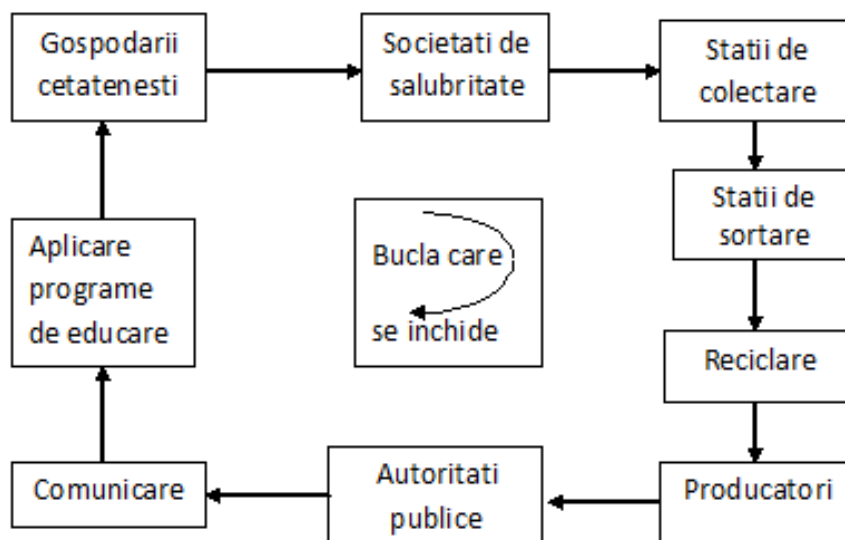 Gospodarii
cetatenesti
Societati de
salubritate
Statii de
colectare
Statii de
sortare
Aplicare
programe
de educare
Bucla care
se inchide
Reciclare
Comunicare
Autoritati
publice
Producatori